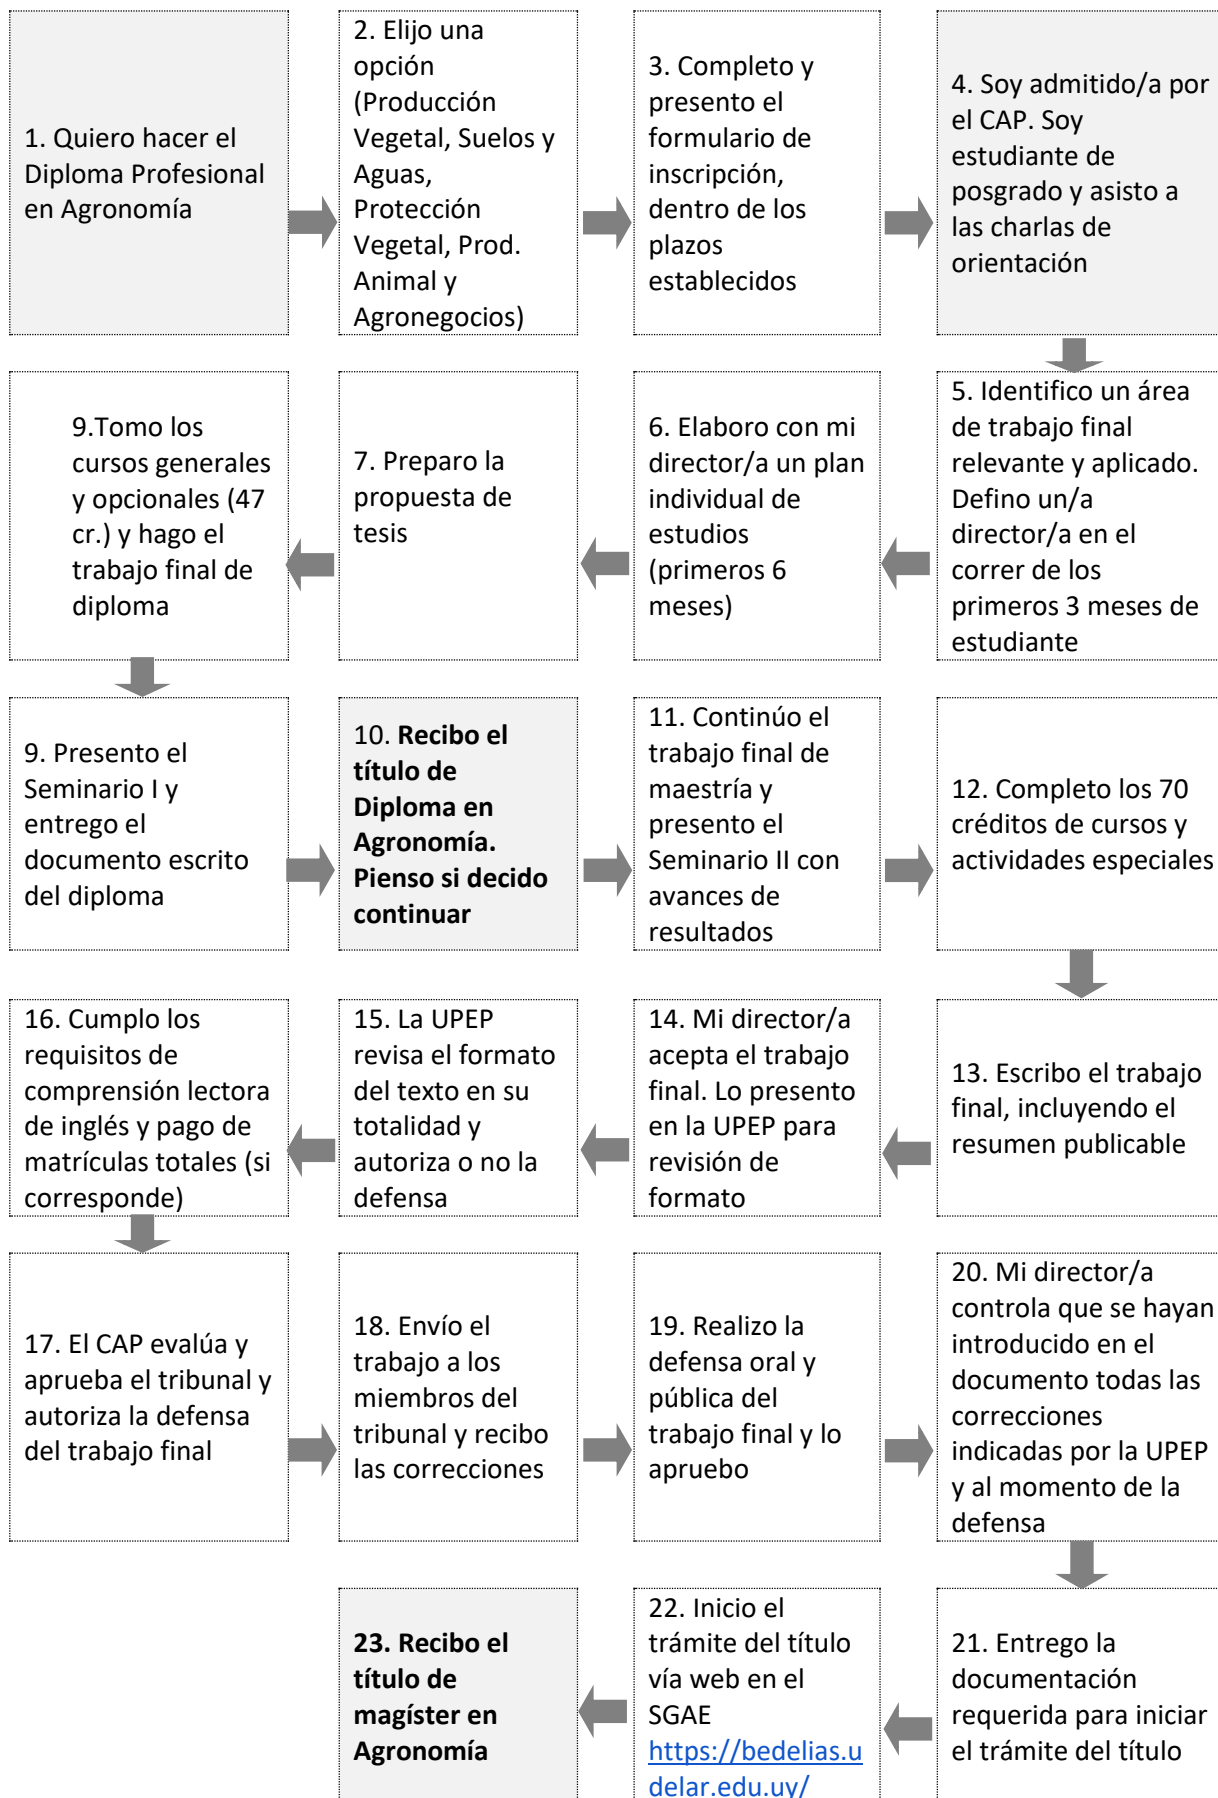 1. Quiero hacer el
Diploma Profesional
en Agronomía
2. Elijo una
opción
(Producción
Vegetal, Suelos y
Aguas,
Protección
Vegetal, Prod.
Animal y
Agronegocios)
3. Completo y
presento el
formulario de
inscripción,
dentro de los
plazos
establecidos
4. Soy admitido/a por
el CAP. Soy
estudiante de
posgrado y asisto a
las charlas de
orientación
5. Identifico un área
de trabajo final
relevante y aplicado.
Defino un/a
director/a en el
correr de los
primeros 3 meses de
estudiante
6. Elaboro con mi
director/a un plan
individual de
estudios
(primeros 6
meses)
7. Preparo la
propuesta de
tesis
9.Tomo los
cursos generales
y opcionales (47
cr.) y hago el
trabajo final de
diploma
9. Presento el
Seminario I y
entrego el
documento escrito
del diploma
10. Recibo el
título de
Diploma en
Agronomía.
Pienso si decido
continuar
11. Continúo el
trabajo final de
maestría y
presento el
Seminario II con
avances de
resultados
12. Completo los 70
créditos de cursos y
actividades especiales
13. Escribo el trabajo
final, incluyendo el
resumen publicable
14. Mi director/a
acepta el trabajo
final. Lo presento
en la UPEP para
revisión de
formato
15. La UPEP
revisa el formato
del texto en su
totalidad y
autoriza o no la
defensa
16. Cumplo los
requisitos de
comprensión lectora
de inglés y pago de
matrículas totales (si
corresponde)
17. El CAP evalúa y
aprueba el tribunal y
autoriza la defensa
del trabajo final
18. Envío el
trabajo a los
miembros del
tribunal y recibo
las correcciones
19. Realizo la
defensa oral y
pública del
trabajo final y lo
apruebo
20. Mi director/a
controla que se hayan
introducido en el
documento todas las
correcciones
indicadas por la UPEP
y al momento de la
defensa
21. Entrego la
documentación
requerida para iniciar
el trámite del título
22. Inicio el
trámite del título
vía web en el
SGAE
https://bedelias.u
delar.edu.uy/
23. Recibo el
título de
magíster en
Agronomía